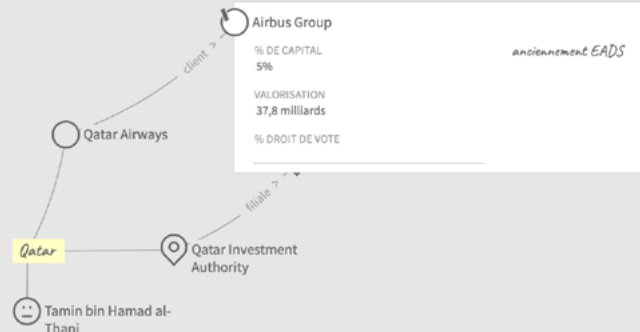 Airbus Group
% DE CAPITAL
5%
anciennement EADS
VALORISATION
37,8 milliards
% DROIT DE VOTE
client >
Qatar Airways
filiale >
Qatar
Qatar Investment
Authority
Tamin bin Hamad al-
Thani